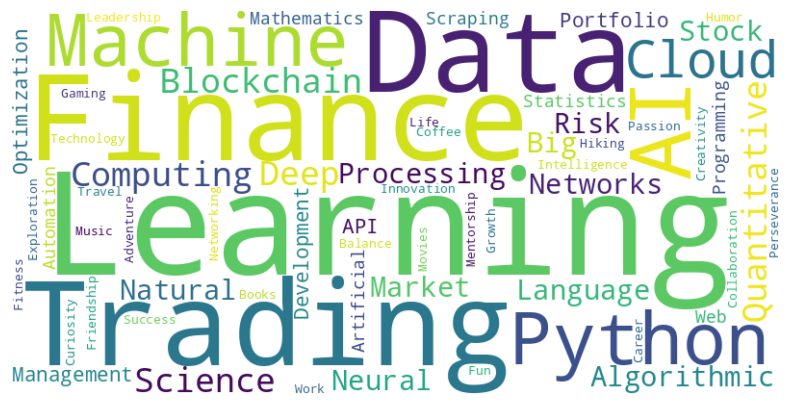 Leadership
Mathematics
Scraping
Portfolio
Humor
Machine
Data
Stock
Cloud
Optimization
Blockchain
Gaming
Finance
Statistics
AI
Technology
Life
Coffee
Big
Risk
Passion
Creativity
Programming
Quantitative
Hiking
Intelligence
Computing
Deep
Processing
Networks
Exploration
Automation
Travel
Innovation
Learning
Music
Adventure
Networking
Development
API
Balance
Movies
Mentorship
Growth
Collaboration
Perseverance
Fitness
Curiosity
Friendship
Natural
Books
Artificial
Market
Language
Web
Trading
Success
Python
Career
Management
Science
Work
Neural
Fun
Algorithmic